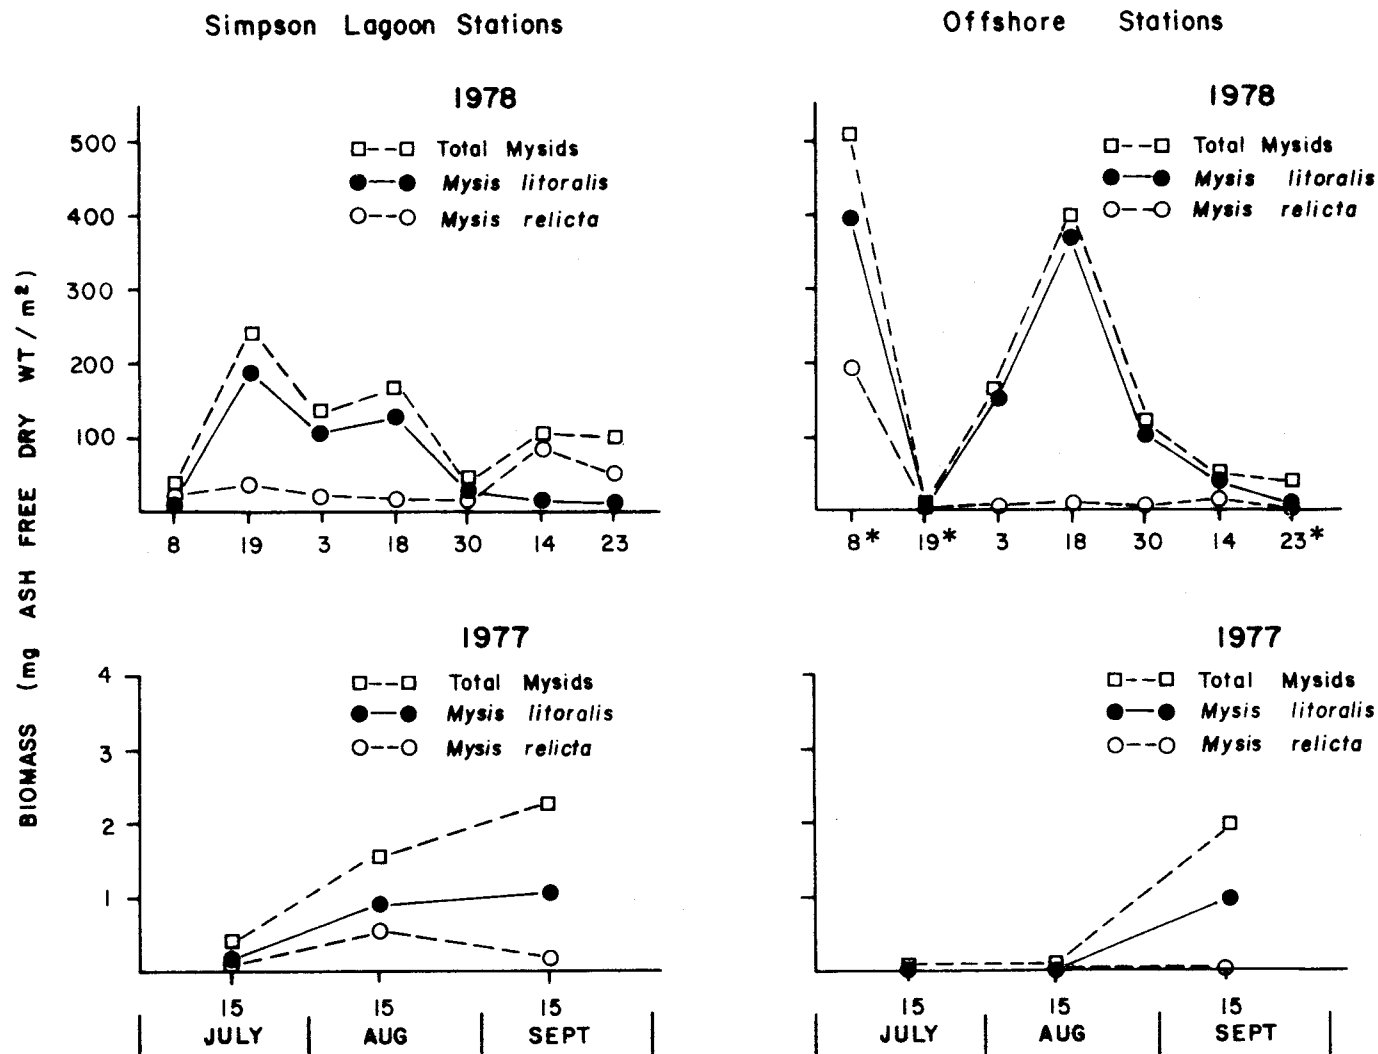 Simpson Lagoon Stations
Offshore Stations
BIOMASS (mg ASH FREE DRY WT/m²)
1978
□--□ Total Mysids
●—● Mysis litoralis
○--○ Mysis relicta
500
400
300
200
100
8 19 3 18 30 14 23
1978
□--□ Total Mysids
●—● Mysis litoralis
○--○ Mysis relicta
8* 19* 3 18 30 14 23*
1977
□--□ Total Mysids
●—● Mysis litoralis
○--○ Mysis relicta
4
3
2
1
15 15 15
JULY AUG SEPT
1977
□--□ Total Mysids
●—● Mysis litoralis
○--○ Mysis relicta
15 15 15
JULY AUG SEPT